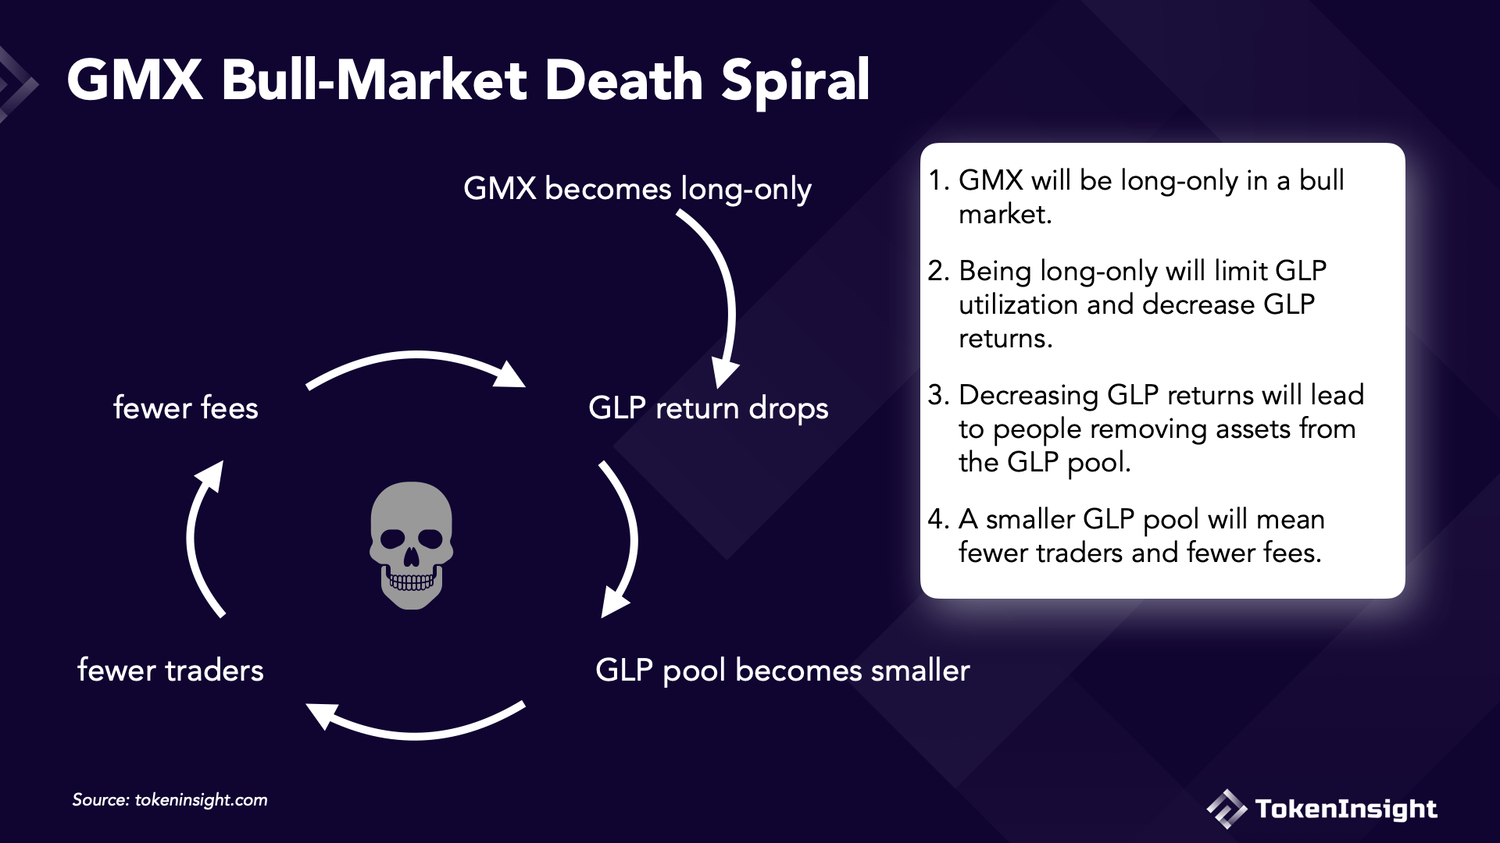 GMX Bull-Market Death Spiral
GMX becomes long-only
fewer fees
GLP return drops
fewer traders
GLP pool becomes smaller
1. GMX will be long-only in a bull
market.
2. Being long-only will limit GLP
utilization and decrease GLP
returns.
3. Decreasing GLP returns will lead
to people removing assets from
the GLP pool.
4. A smaller GLP pool will mean
fewer traders and fewer fees.
Source: tokeninsight.com
TokenInsight